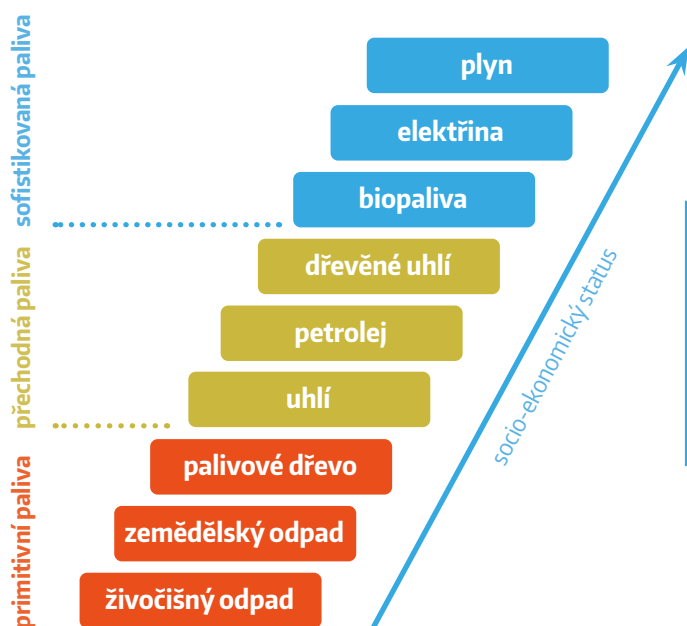 sofistikovaná paliva
plyn
elektřina
biopaliva
přechodná paliva
dřevěné uhlí
petrolej
uhlí
primitivní paliva
palivové dřevo
zemědělský odpad
živočišný odpad
socio-ekonomický status